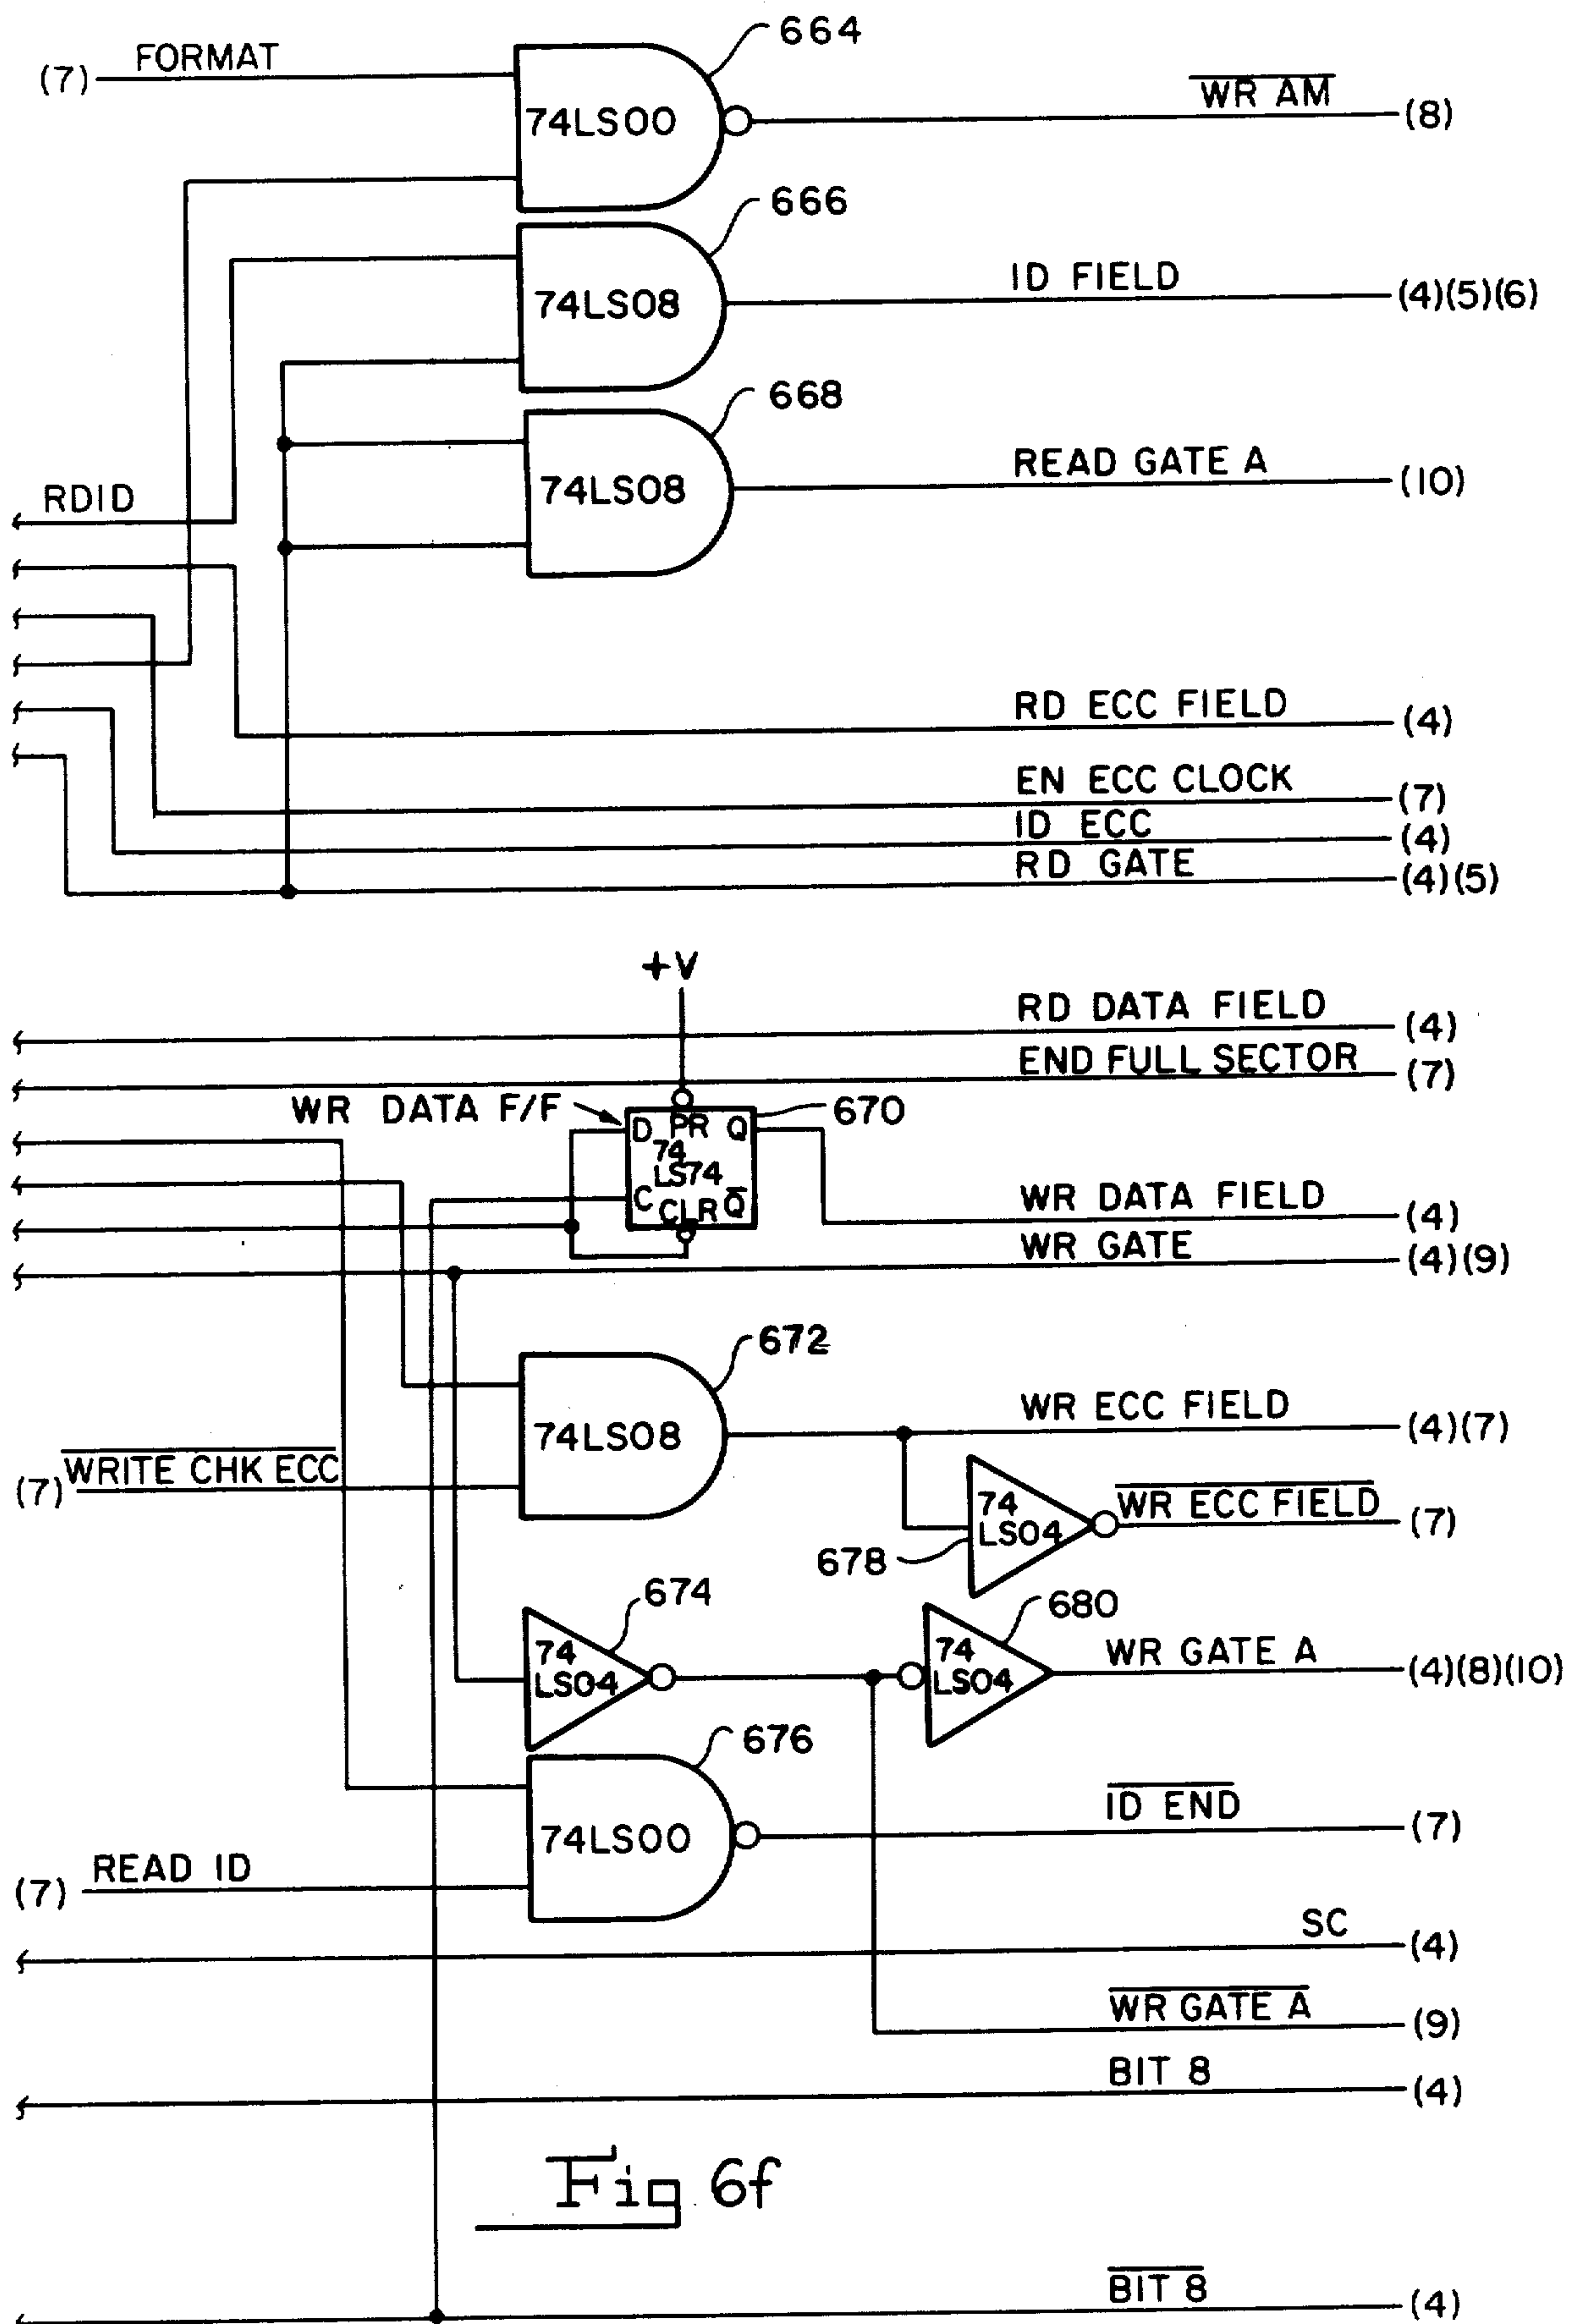 664
FORMAT
(7)
74LS00
WR AM
(8)
666
74LS08
ID FIELD
(4)(5)(6)
668
74LS08
READ GATE A
(10)
RDID
RD ECC FIELD
(4)
EN ECC CLOCK
(7)
ID ECC
(4)
RD GATE
(4)(5)
+V
RD DATA FIELD
(4)
END FULL SECTOR
(7)
WR DATA F/F
670
D PR Q
74
LS74
C CLR Q̅
WR DATA FIELD
(4)
WR GATE
(4)(9)
672
74LS08
WR ECC FIELD
(4)(7)
(7) WRITE CHK ECC
74
LS04
678
WR ECC FIELD
(7)
674
74
LS04
680
74
LS04
WR GATE A
(4)(8)(10)
676
74LS00
ID END
(7)
(7) READ ID
SC
(4)
WR GATE A
(9)
BIT 8
(4)
Fig 6f
BIT 8
(4)